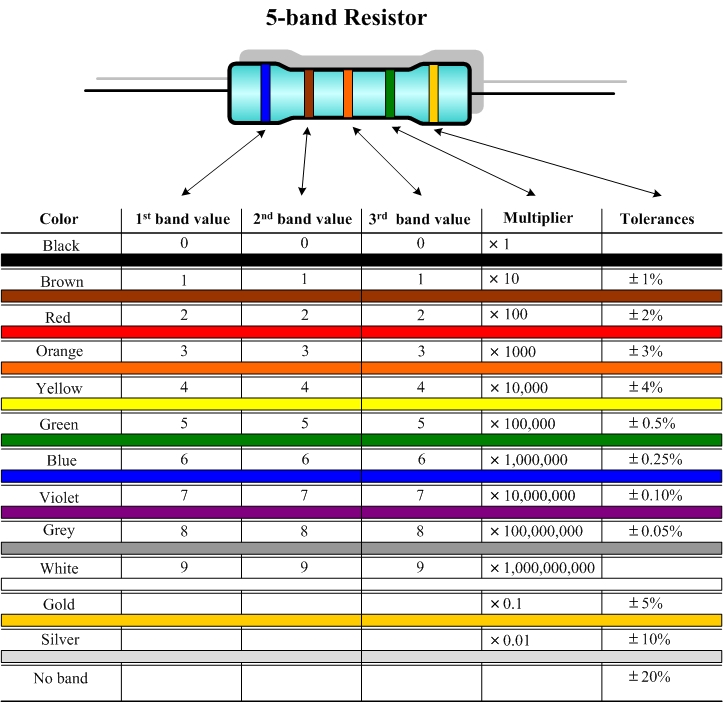 5-band Resistor
Color 1st band value 2nd band value 3rd band value Multiplier Tolerances
Black 0 0 0 × 1
Brown 1 1 1 × 10 ± 1%
Red 2 2 2 × 100 ± 2%
Orange 3 3 3 × 1000 ± 3%
Yellow 4 4 4 × 10,000 ± 4%
Green 5 5 5 × 100,000 ± 0.5%
Blue 6 6 6 × 1,000,000 ± 0.25%
Violet 7 7 7 × 10,000,000 ± 0.10%
Grey 8 8 8 × 100,000,000 ± 0.05%
White 9 9 9 × 1,000,000,000
Gold × 0.1 ± 5%
Silver × 0.01 ± 10%
No band ± 20%